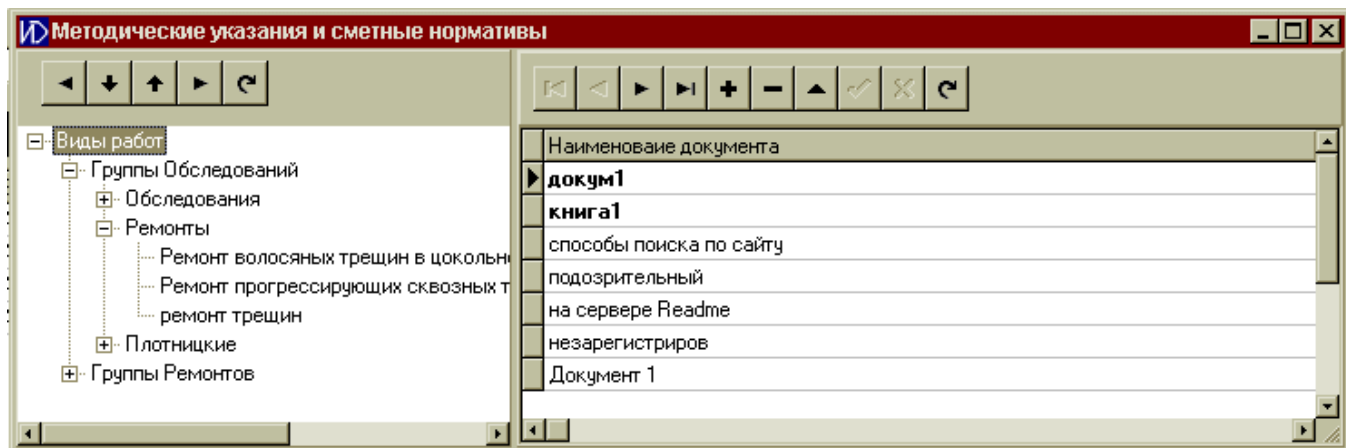 Методические указания и сметные нормативы
Виды работ
Группы Обследований
Обследования
Ремонты
Ремонт волосяных трещин в цокольн
Ремонт прогрессирующих сквозных т
ремонт трещин
Плотницкие
Группы Ремонтов
Наименоваие документа
докум1
книга1
способы поиска по сайту
подозрительный
на сервере Readme
незарегистриров
Документ 1